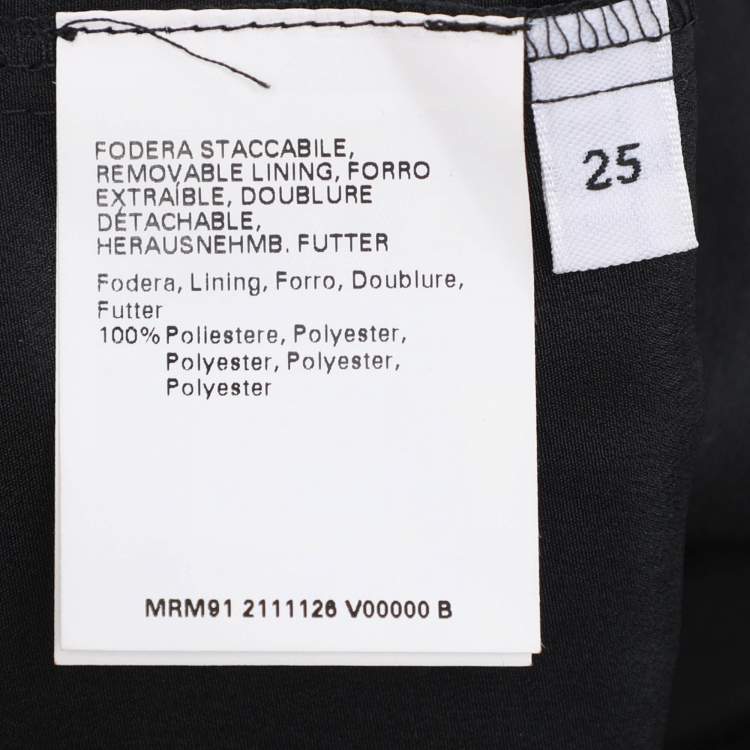 FODERA STACCABILE,
REMOVABLE LINING, FORRO
EXTRAÍBLE, DOUBLURE
DÉTACHABLE,
HERAUSNEHMB. FUTTER
Fodera, Lining, Forro, Doublure,
Futter
100% Poliestere, Polyester,
Polyester, Polyester,
Polyester
MRM91 2111126 V00000 B
25